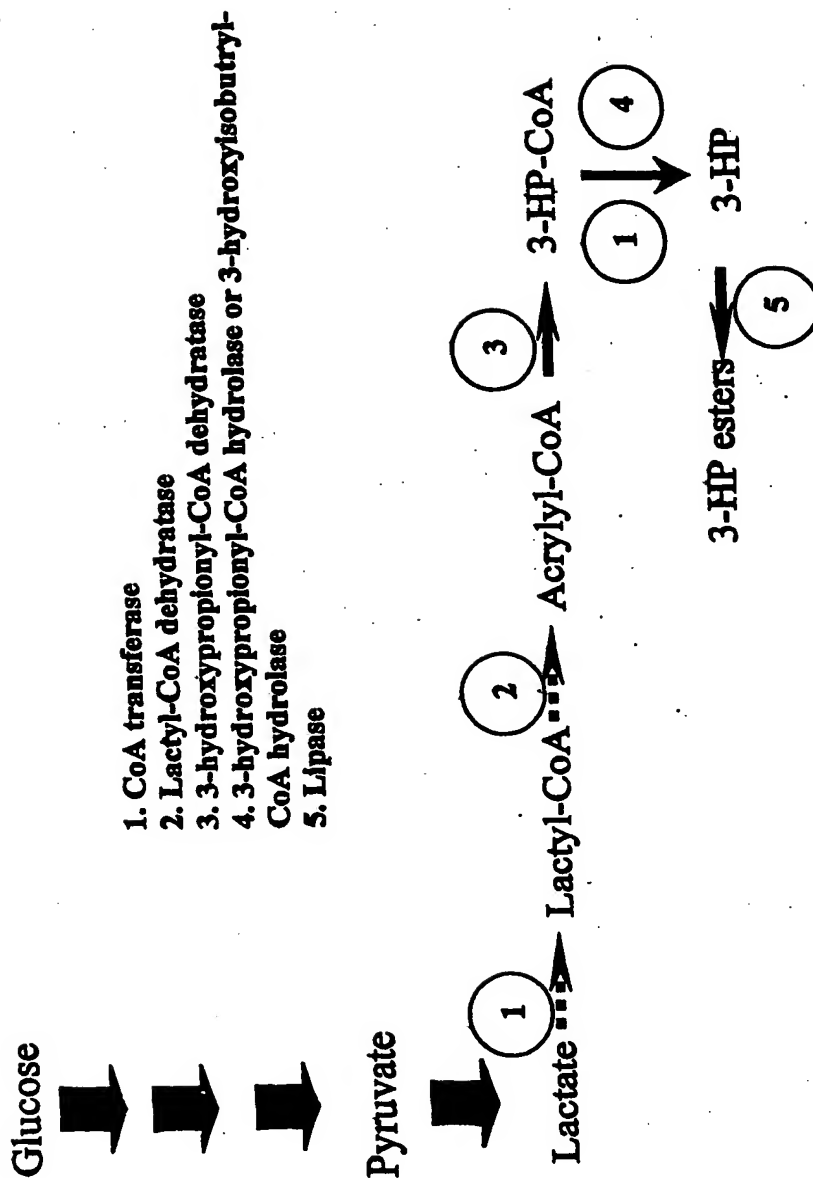 Glucose
1. CoA transferase
2. Lactyl-CoA dehydratase
3. 3-hydroxypropionyl-CoA dehydratase
4. 3-hydroxypropionyl-CoA hydrolase or 3-hydroxyisobutryl-
CoA hydrolase
5. Lipase
Pyruvate
1
2
3
Lactate
Lactyl-CoA
Acrylyl-CoA
3-HP-CoA
1
4
3-HP esters
3-HP
5